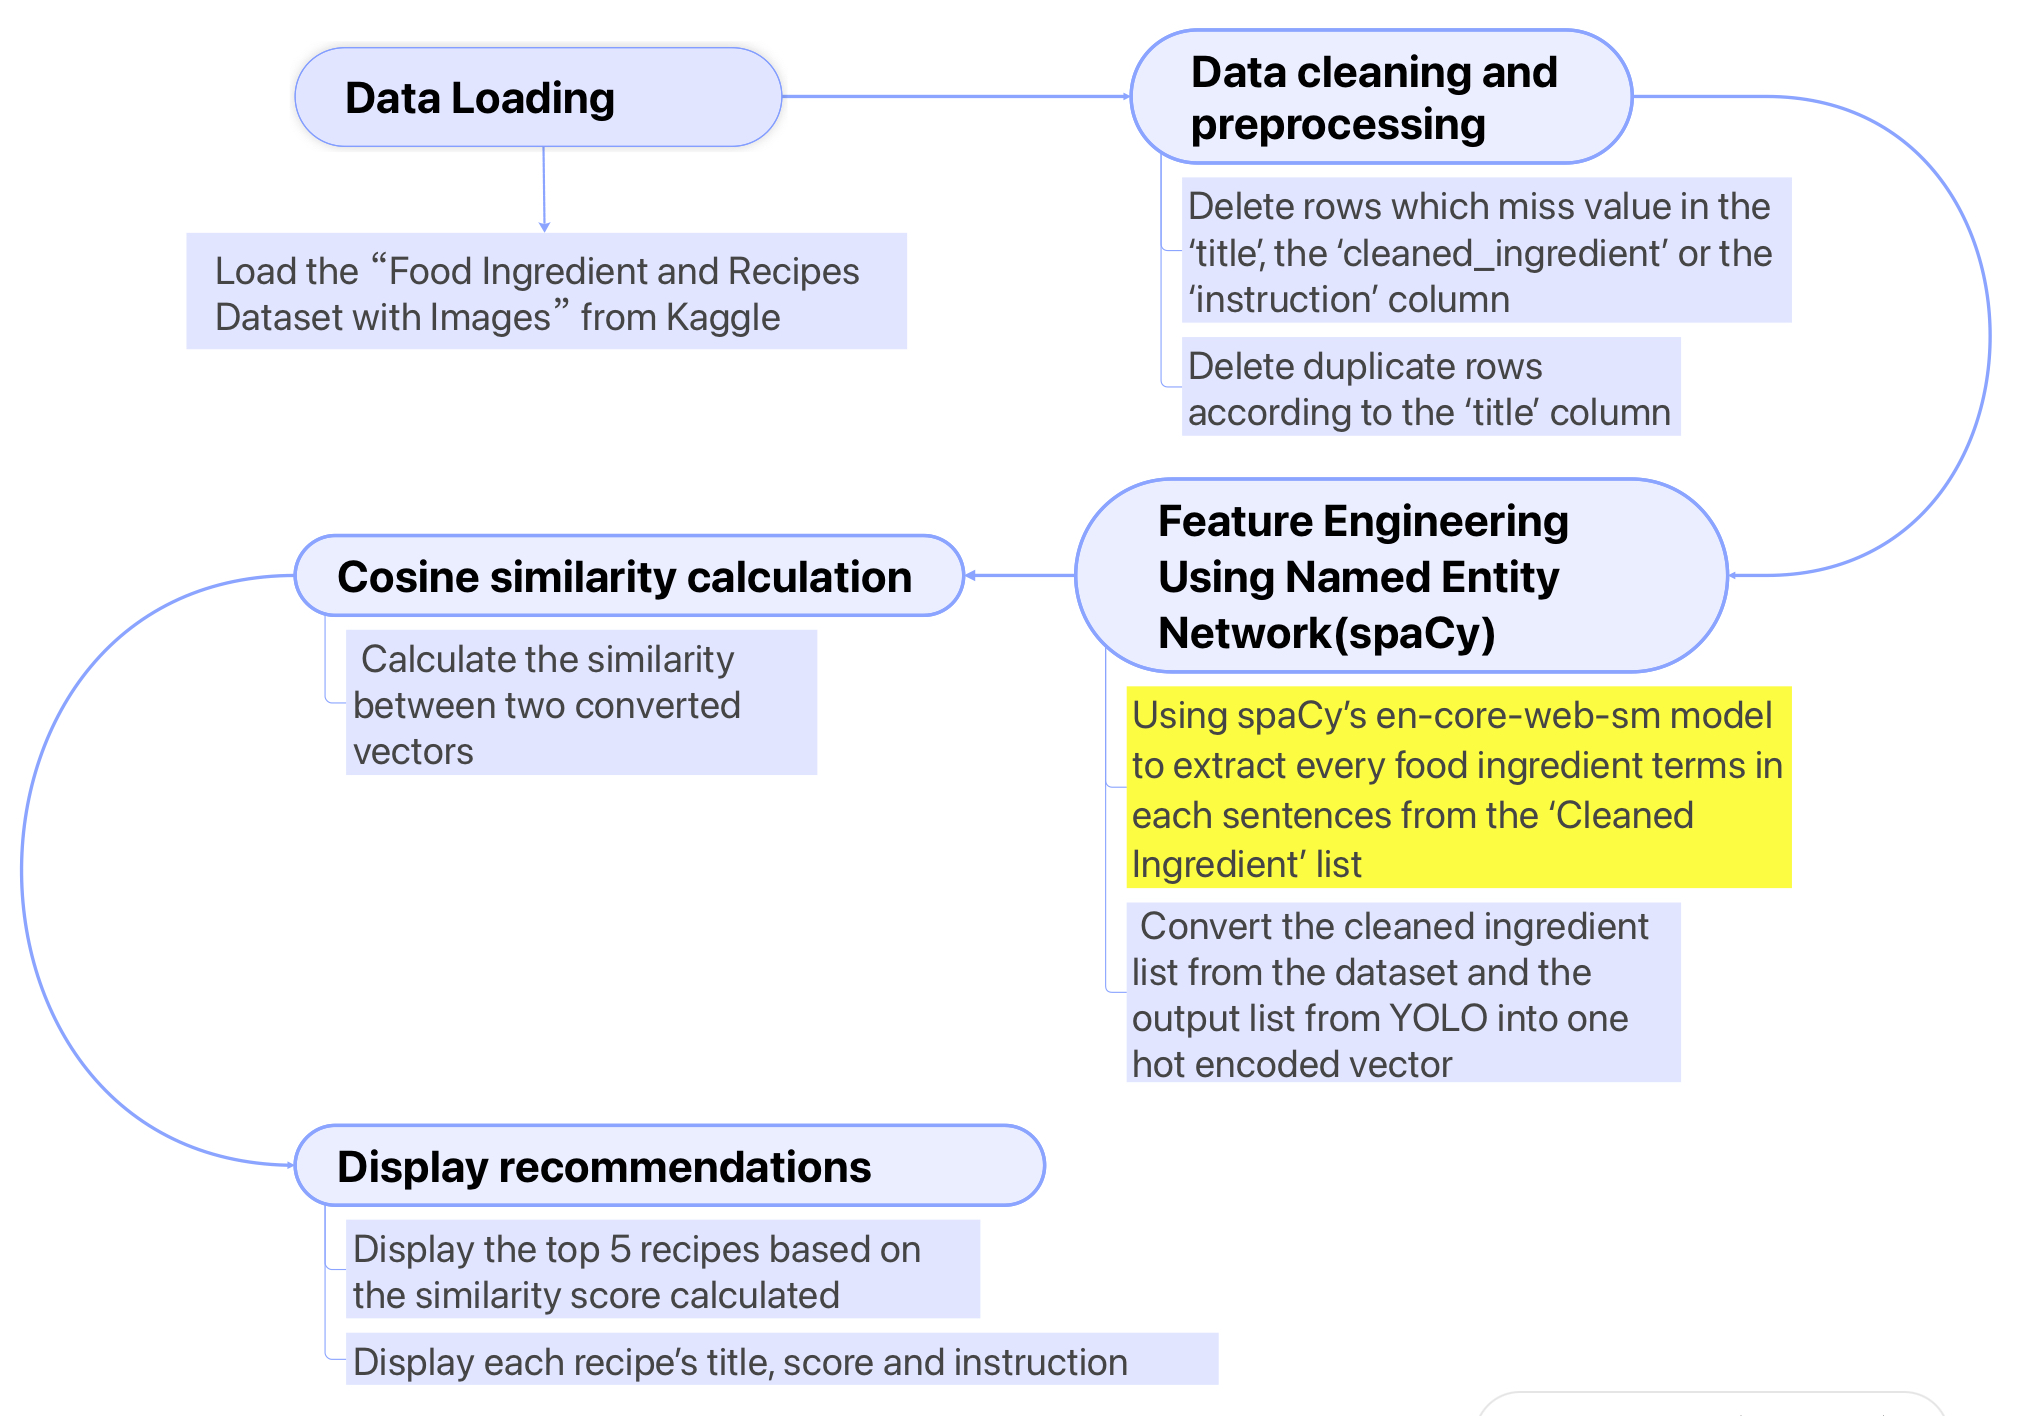 Data Loading
Load the “Food Ingredient and Recipes
Dataset with Images” from Kaggle
Data cleaning and
preprocessing
Delete rows which miss value in the
‘title’, the ‘cleaned_ingredient’ or the
‘instruction’ column
Delete duplicate rows
according to the ‘title’ column
Feature Engineering
Using Named Entity
Network(spaCy)
Using spaCy’s en-core-web-sm model
to extract every food ingredient terms in
each sentences from the ‘Cleaned
Ingredient’ list
Convert the cleaned ingredient
list from the dataset and the
output list from YOLO into one
hot encoded vector
Cosine similarity calculation
Calculate the similarity
between two converted
vectors
Display recommendations
Display the top 5 recipes based on
the similarity score calculated
Display each recipe’s title, score and instruction